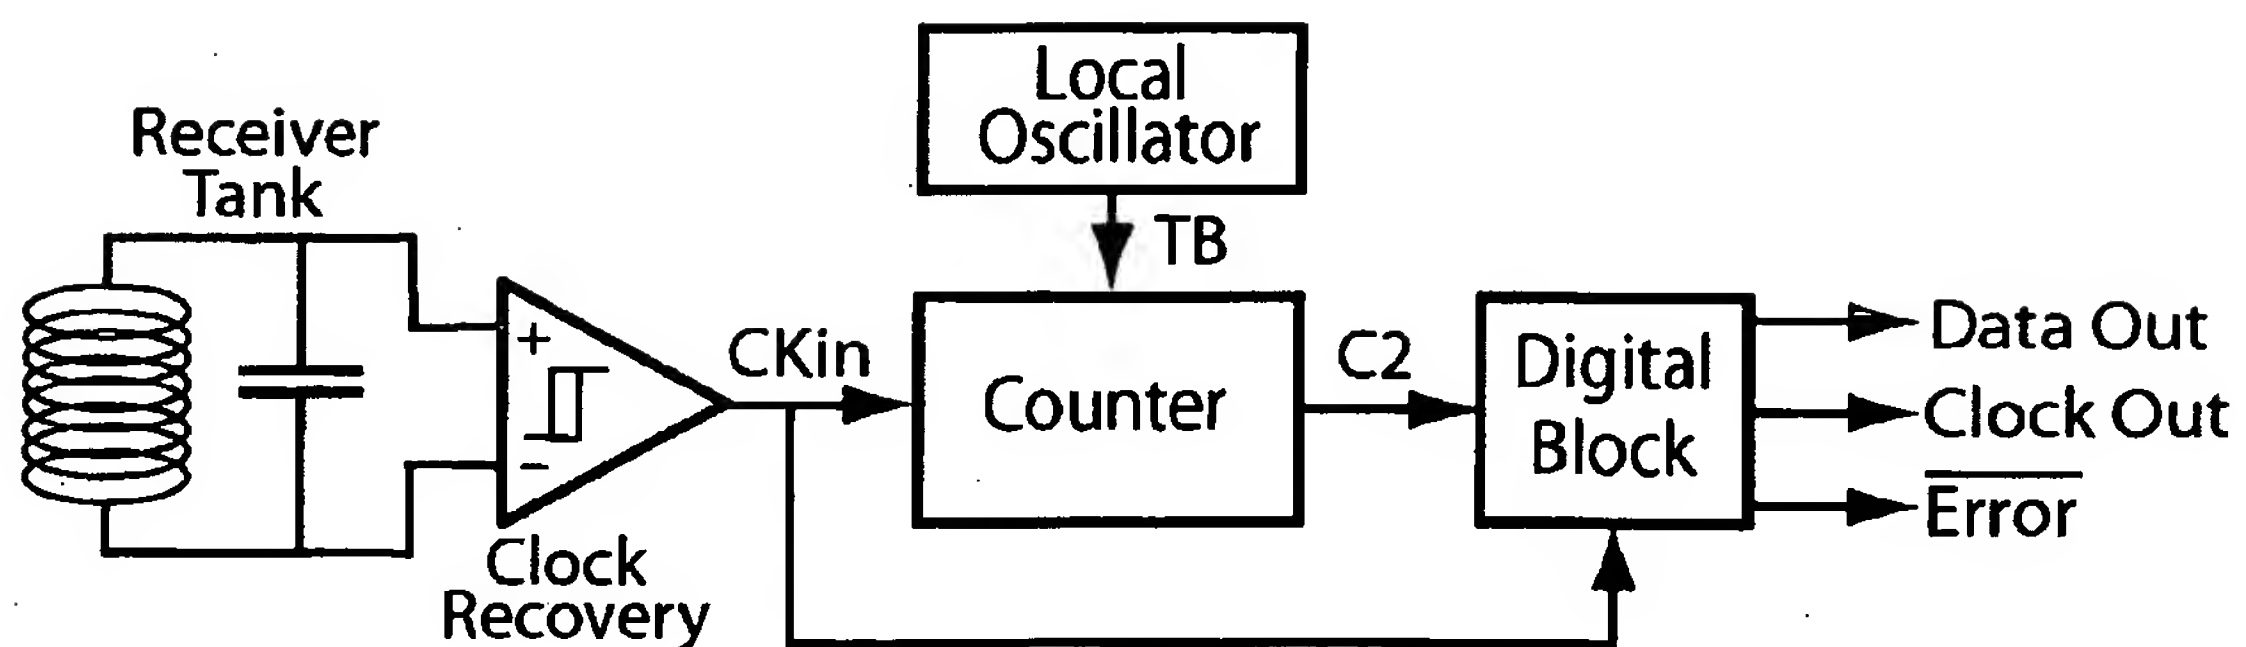 Local
Oscillator
Receiver
Tank
TB
+
CKin
C2
Counter
Digital
Block
Data Out
Clock Out
Error
−
Clock
Recovery